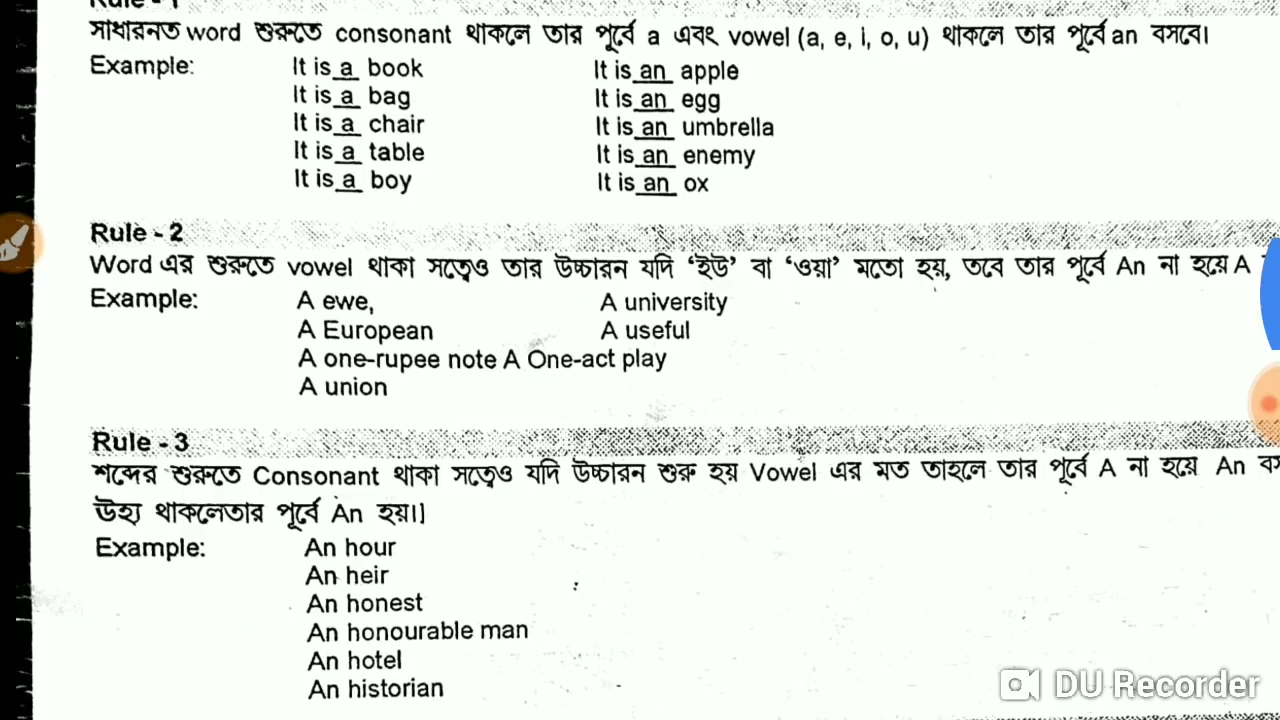 Rule - 1
সাধারনত word শুরুতে consonant থাকলে তার পূর্বে a এবং vowel (a, e, i, o, u) থাকলে তার পূর্বে an বসবে।
Example: It is a book It is an apple
It is a bag It is an egg
It is a chair It is an umbrella
It is a table It is an enemy
It is a boy It is an ox
Rule - 2
Word এর শুরুতে vowel থাকা সত্বেও তার উচ্চারন যদি ‘ইউ’ বা ‘ওয়া’ মতো হয়, তবে তার পূর্বে An না হয়ে A
Example: A ewe, A university
A European A useful
A one-rupee note A One-act play
A union
Rule - 3
শব্দের শুরুতে Consonant থাকা সত্বেও যদি উচ্চারন শুরু হয় Vowel এর মত তাহলে তার পূর্বে A না হয়ে An
উহ্য থাকলেতার পূর্বে An হয়।]
Example: An hour
An heir
An honest
An honourable man
An hotel
An historian
DU Recorder